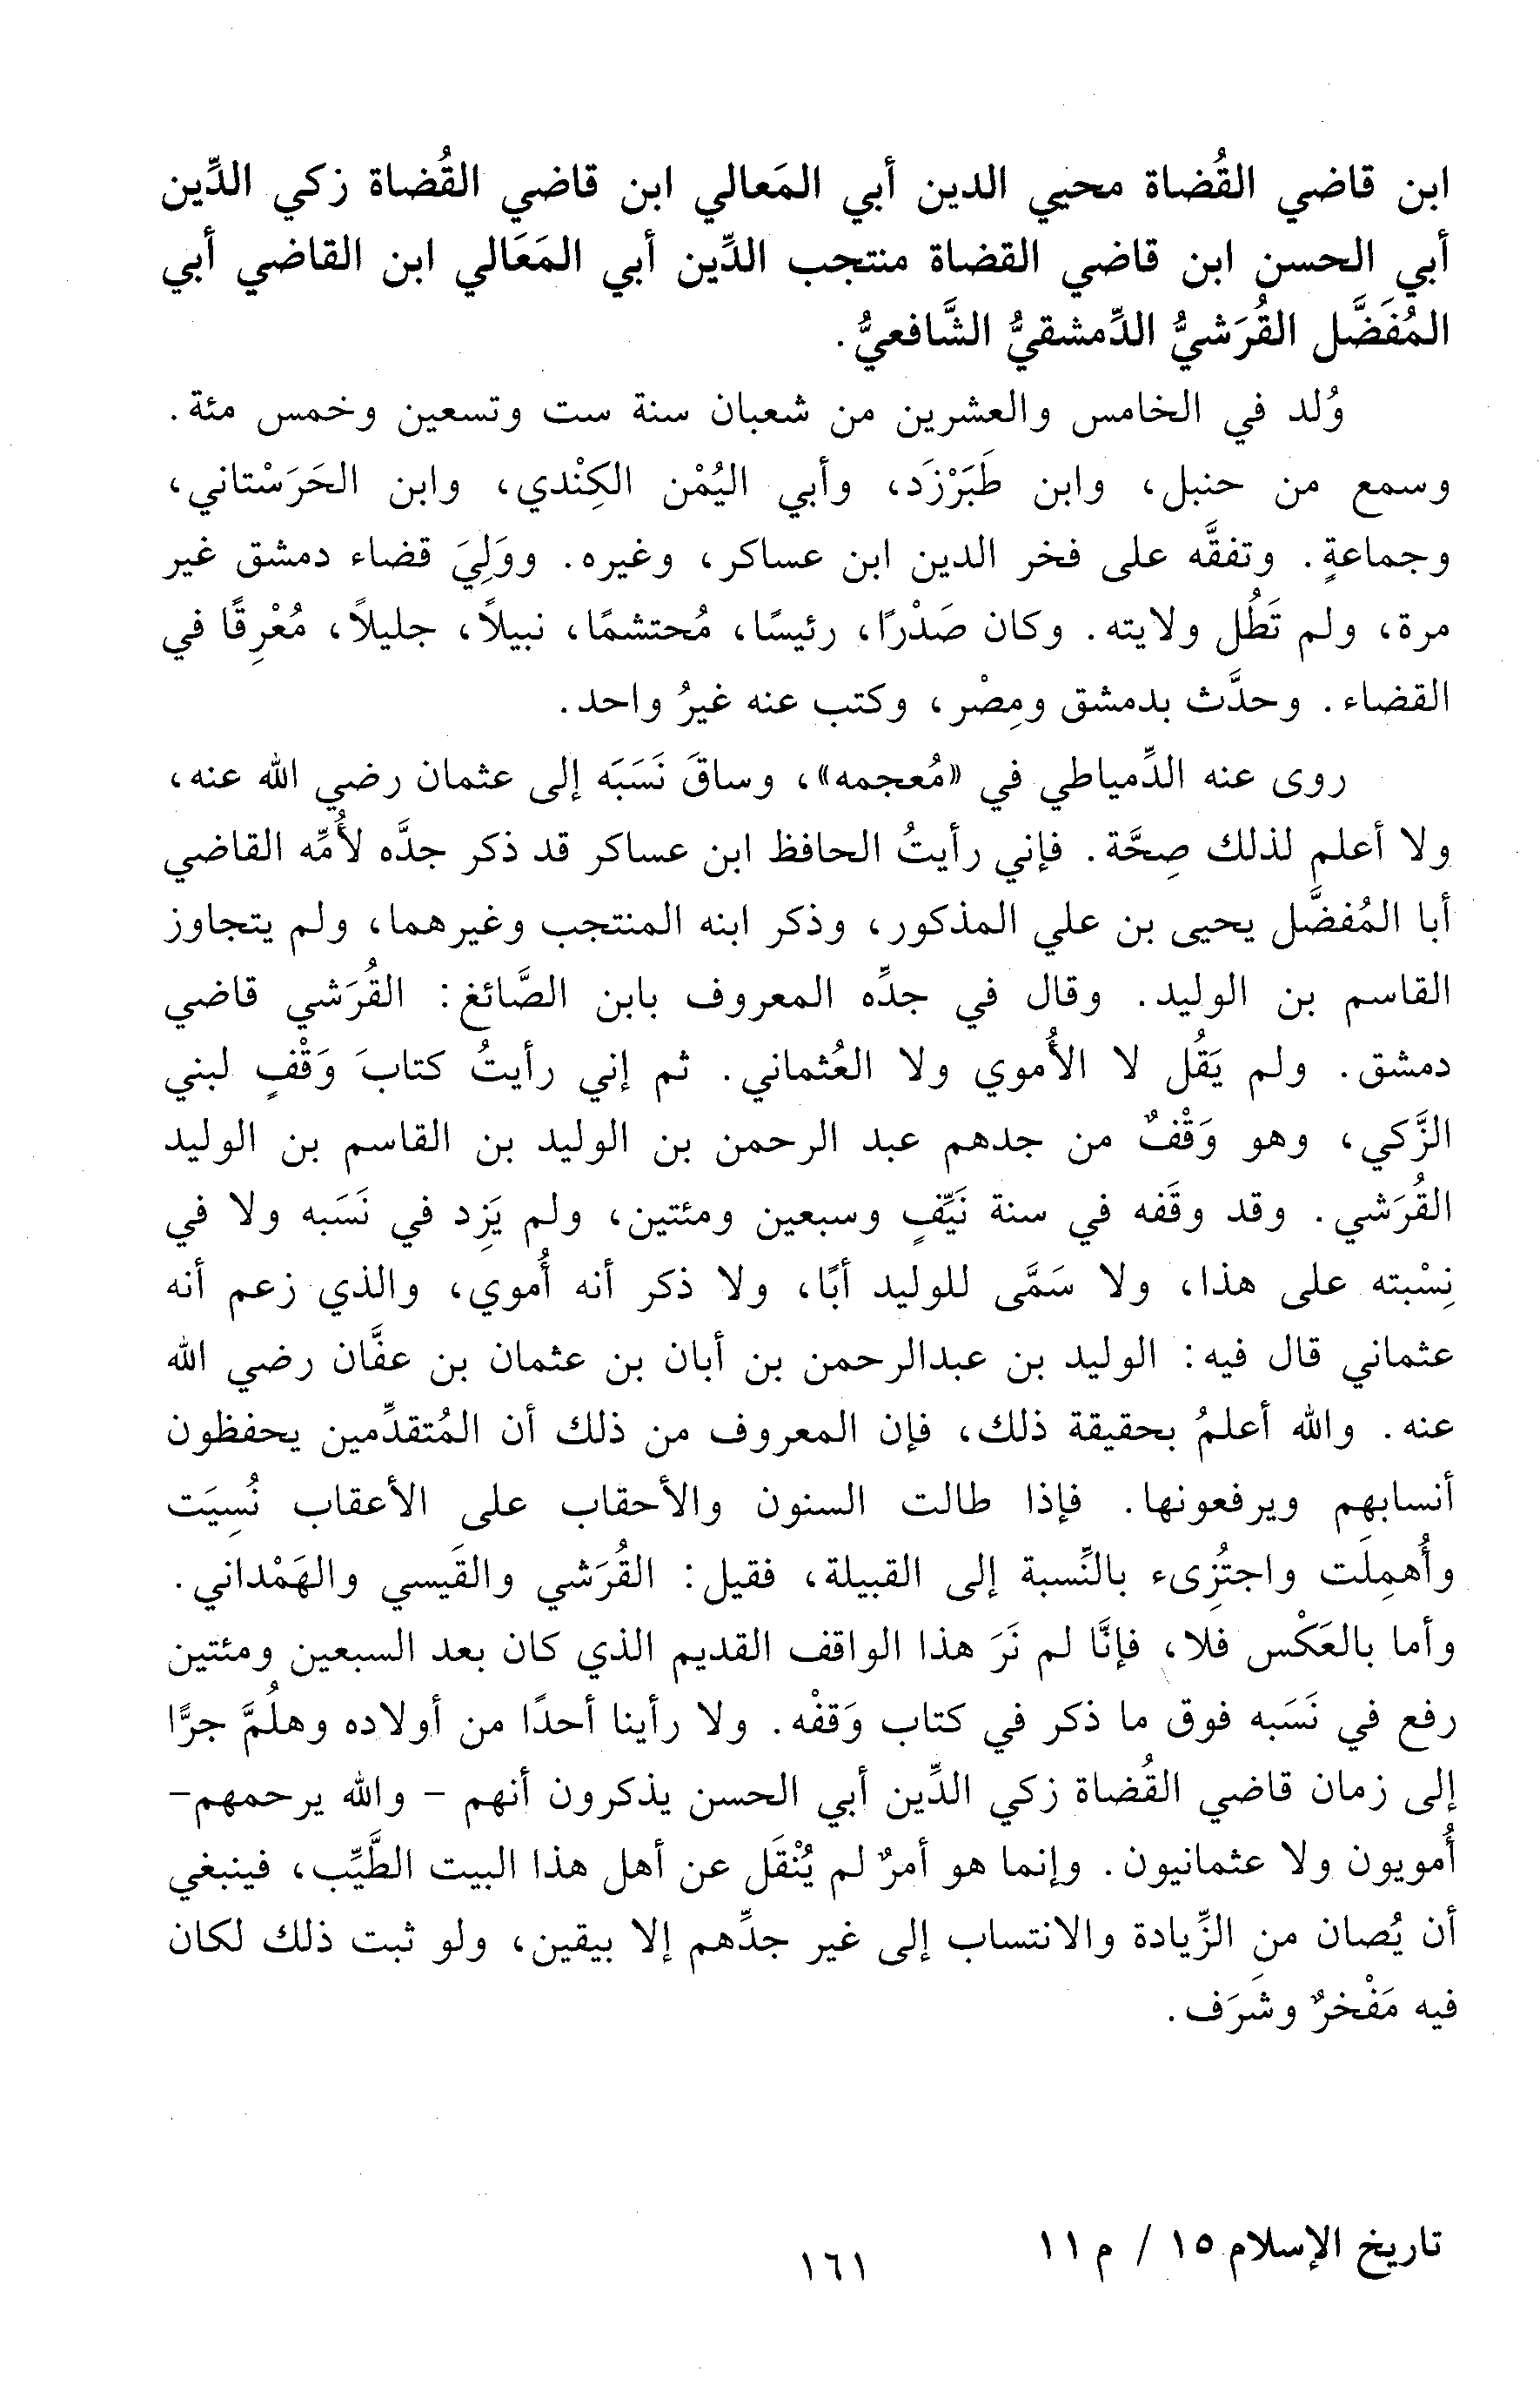 ابن قاضي القُضاة محيي الدين أبي المَعالي ابن قاضي القُضاة زكي الدِّين
أبي الحسن ابن قاضي القضاة منتجب الدِّين أبي المَعَالي ابن القاضي أبي
المُفَضَّل القُرَشيُّ الدِّمشقيُّ الشَّافعيُّ.
وُلد في الخامس والعشرين من شعبان سنة ست وتسعين وخمس مئة.
وسمع من حنبل، وابن طَبَرْزَد، وأبي اليُمْن الكِنْدي، وابن الحَرَسْتاني،
وجماعةٍ. وتفقَّه على فخر الدين ابن عساكر، وغيره. ووَلِيَ قضاء دمشق غير
مرة، ولم تَطُل ولايته. وكان صَدْرًا، رئيسًا، مُحتشمًا، نبيلاً، جليلاً، مُعْرِقًا في
القضاء. وحدَّث بدمشق ومِصْر، وكتب عنه غيرُ واحد.
روى عنه الدِّمياطي في «مُعجمه»، وساقَ نَسَبَه إلى عثمان رضي الله عنه،
ولا أعلم لذلك صِحَّة. فإني رأيتُ الحافظ ابن عساكر قد ذكر جدَّه لأُمِّه القاضي
أبا المُفضَّل يحيى بن علي المذكور، وذكر ابنه المنتجب وغيرهما، ولم يتجاوز
القاسم بن الوليد. وقال في جدِّه المعروف بابن الصَّائغ: القُرَشي قاضي
دمشق. ولم يَقُل لا الأُموي ولا العُثماني. ثم إني رأيتُ كتابَ وَقْفٍ لبني
الزَّكي، وهو وَقْفٌ من جدهم عبد الرحمن بن الوليد بن القاسم بن الوليد
القُرَشي. وقد وقَفه في سنة نَيِّفٍ وسبعين ومئتين، ولم يَزِد في نَسَبه ولا في
نِسْبته على هذا، ولا سَمَّى للوليد أبًا، ولا ذكر أنه أُموي، والذي زعم أنه
عثماني قال فيه: الوليد بن عبدالرحمن بن أبان بن عثمان بن عفَّان رضي الله
عنه. والله أعلمُ بحقيقة ذلك، فإن المعروف من ذلك أن المُتقدِّمين يحفظون
أنسابهم ويرفعونها. فإذا طالت السنون والأحقاب على الأعقاب نُسِيَت
وأُهمِلَت واجتُزِىء بالنِّسبة إلى القبيلة، فقيل: القُرَشي والقَيسي والهَمْداني.
وأما بالعَكْس فلا، فإنَّا لم نَرَ هذا الواقف القديم الذي كان بعد السبعين ومئتين
رفع في نَسَبه فوق ما ذكر في كتاب وَقفْه. ولا رأينا أحدًا من أولاده وهلُمَّ جرًّا
إلى زمان قاضي القُضاة زكي الدِّين أبي الحسن يذكرون أنهم - والله يرحمهم-
أُمويون ولا عثمانيون. وإنما هو أمرٌ لم يُنْقَل عن أهل هذا البيت الطَّيِّب، فينبغي
أن يُصان من الزِّيادة والانتساب إلى غير جدِّهم إلا بيقين، ولو ثبت ذلك لكان
فيه مَفْخرٌ وشَرَف.
تاريخ الإسلام ١٥ / م ١١
١٦١